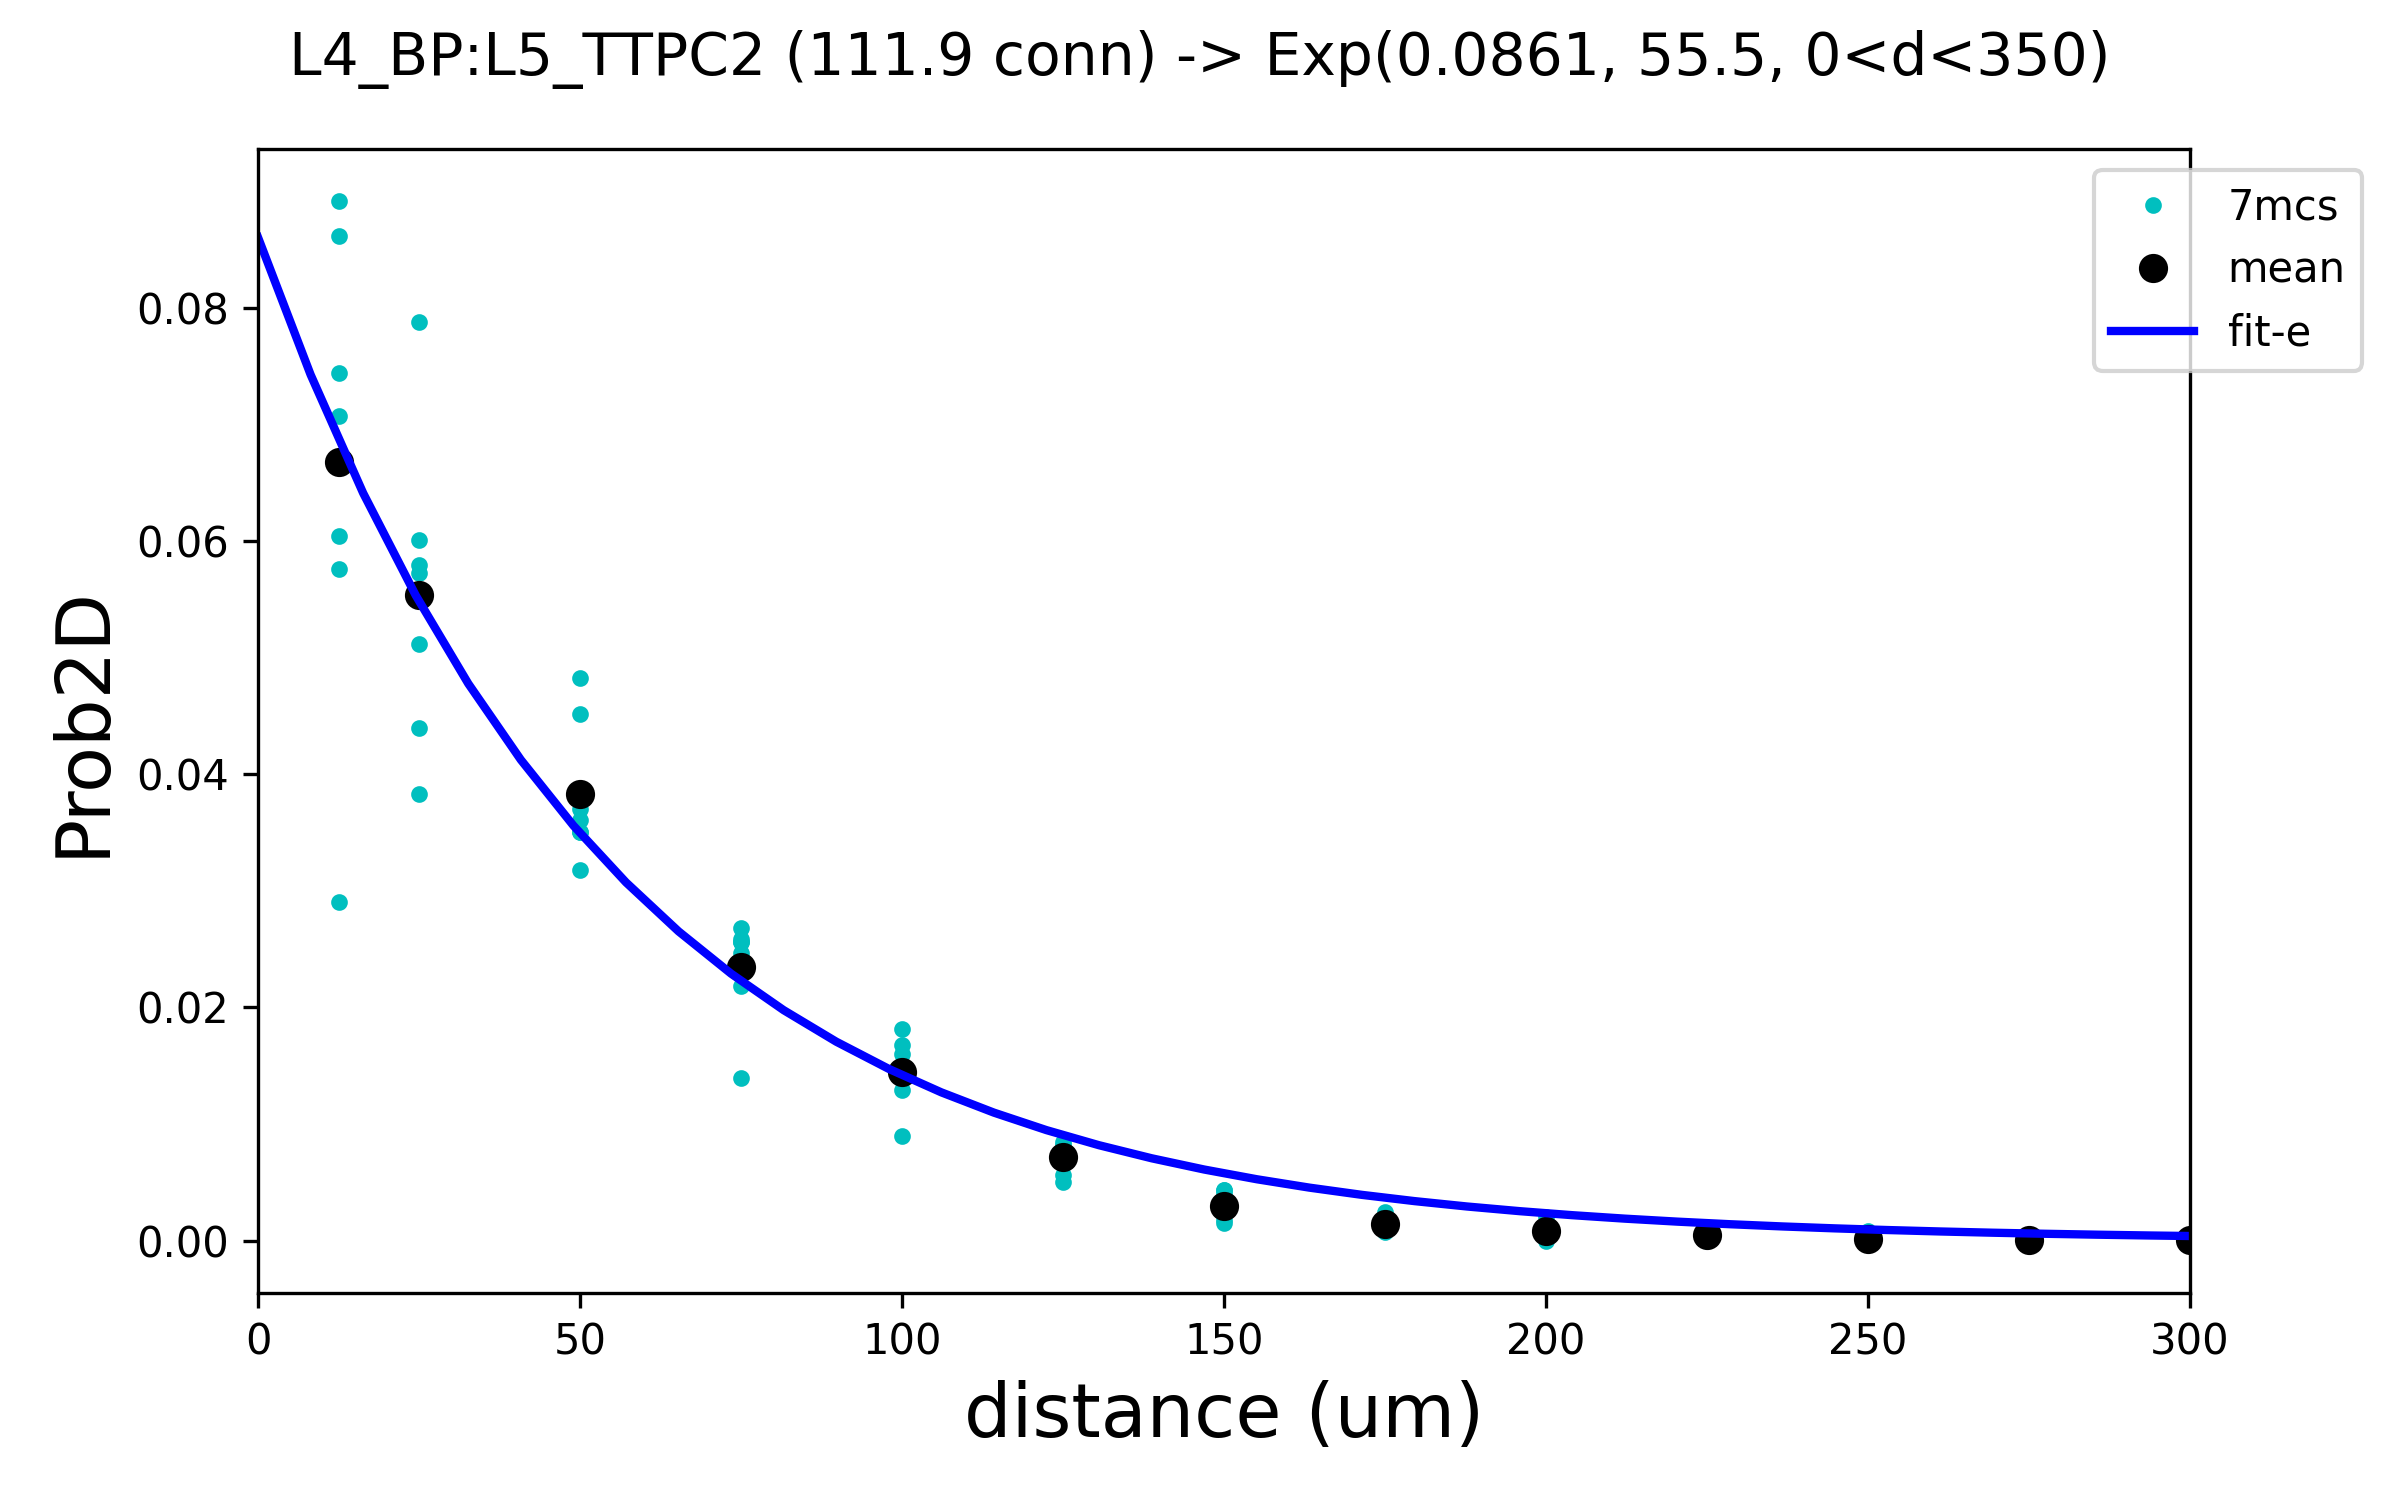 L4_BP:L5_TTPC2 (111.9 conn) -> Exp(0.0861, 55.5, 0<d<350)
7mcs
mean
fit-e
Prob2D
0.08
0.06
0.04
0.02
0.00
0 50 100 150 200 250 300
distance (um)